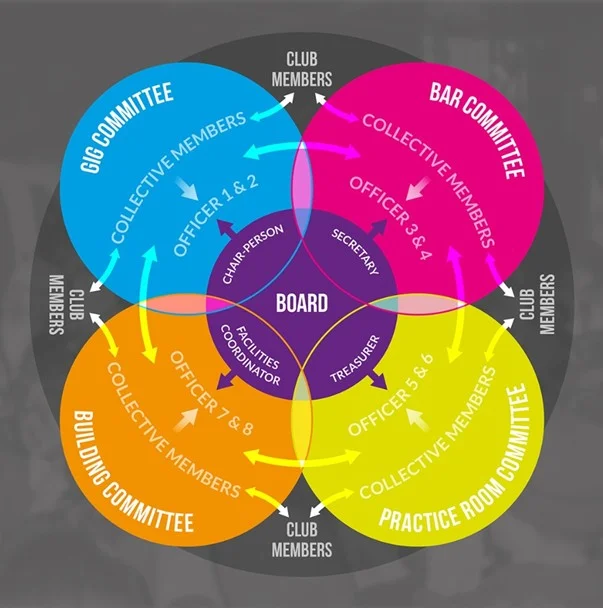 CLUB
MEMBERS
GIG COMMITTEE
COLLECTIVE MEMBERS
OFFICER 1 & 2
BAR COMMITTEE
COLLECTIVE MEMBERS
OFFICER 3 & 4
CHAIR-PERSON
SECRETARY
CLUB
MEMBERS
BOARD
CLUB
MEMBERS
FACILITIES
COORDINATOR
TREASURER
OFFICER 7 & 8
COLLECTIVE MEMBERS
BUILDING COMMITTEE
OFFICER 5 & 6
COLLECTIVE MEMBERS
PRACTICE ROOM COMMITTEE
CLUB
MEMBERS